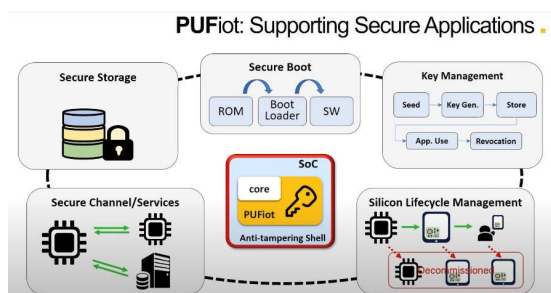 PUFiot: Supporting Secure Applications .
Secure Storage
Secure Boot
ROM
Boot
Loader
SW
Key Management
Seed
Key Gen.
Store
App. Use
Revocation
SoC
core
PUFiot
Anti-tampering Shell
Secure Channel/Services
Silicon Lifecycle Management
Decommissioned